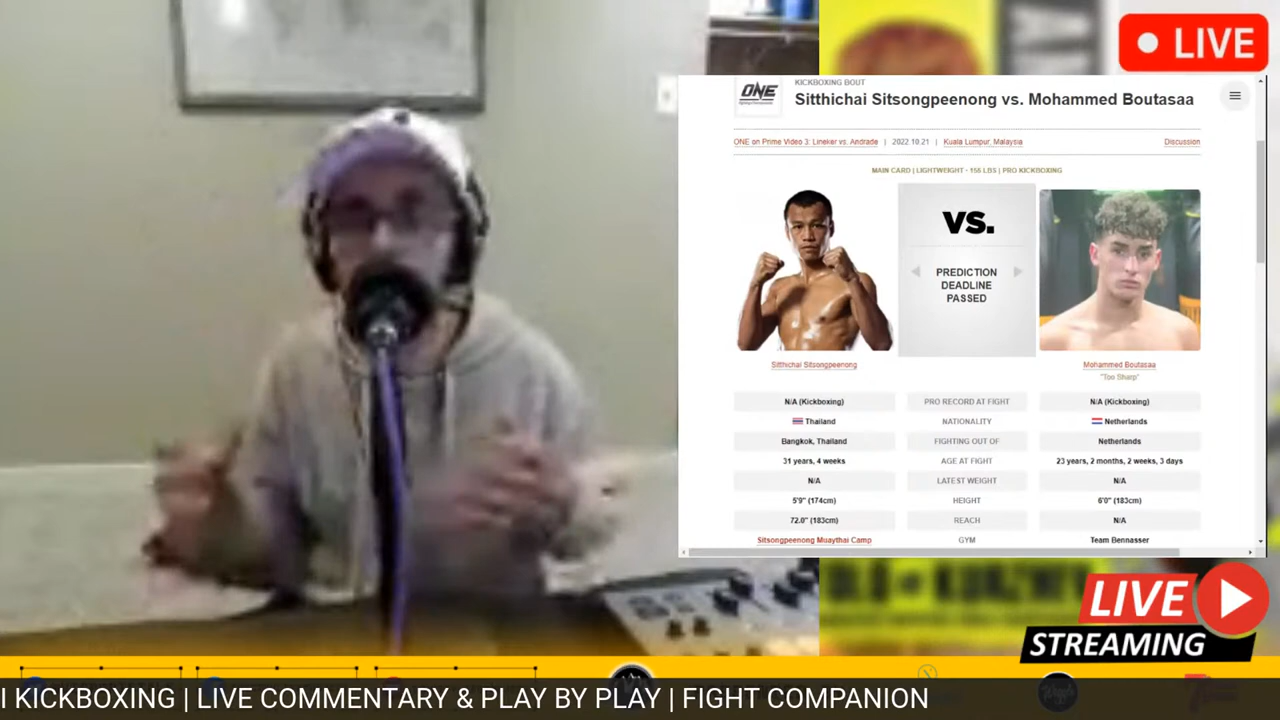 LIVE
KICKBOXING BOUT
ONE
Sitthichai Sitsongpeenong vs. Mohammed Boutasaa
ONE on Prime Video 3: Lineker vs. Andrade | 2022.10.21 | Kuala Lumpur, Malaysia
Discussion
MAIN CARD | LIGHTWEIGHT · 155 LBS | PRO KICKBOXING
VS.
PREDICTION
DEADLINE
PASSED
Sitthichai Sitsongpeenong
Mohammed Boutasaa
"Too Sharp"
N/A (Kickboxing) PRO RECORD AT FIGHT N/A (Kickboxing)
Thailand NATIONALITY Netherlands
Bangkok, Thailand FIGHTING OUT OF Netherlands
31 years, 4 weeks AGE AT FIGHT 23 years, 2 months, 2 weeks, 3 days
N/A LATEST WEIGHT N/A
5'9" (174cm) HEIGHT 6'0" (183cm)
72.0" (183cm) REACH N/A
Sitsongpeenong Muaythai Camp GYM Team Bennasser
LIVE
STREAMING
I KICKBOXING | LIVE COMMENTARY & PLAY BY PLAY | FIGHT COMPANION